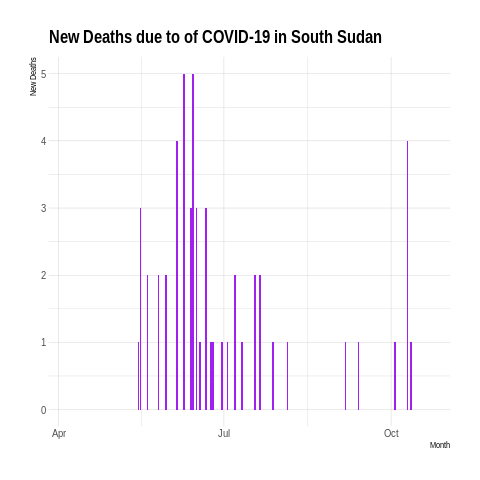 New Deaths due to of COVID-19 in South Sudan
New Deaths
5
4
3
2
1
0
Apr
Jul
Oct
Month